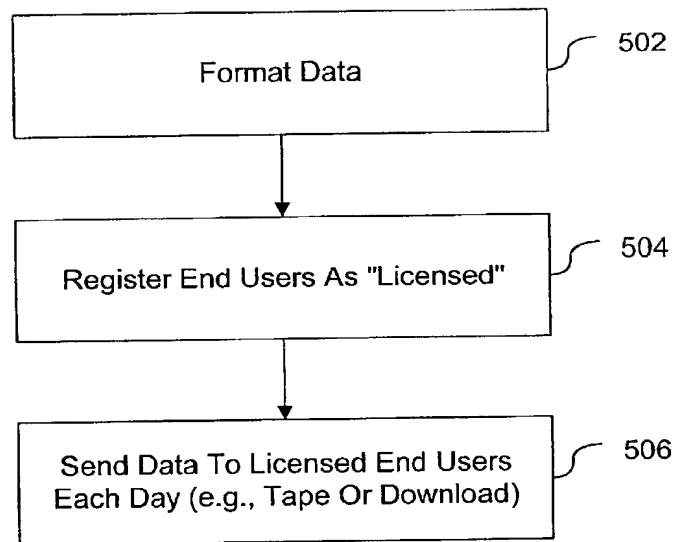 Format Data
502
Register End Users As "Licensed"
504
Send Data To Licensed End Users
Each Day (e.g., Tape Or Download)
506